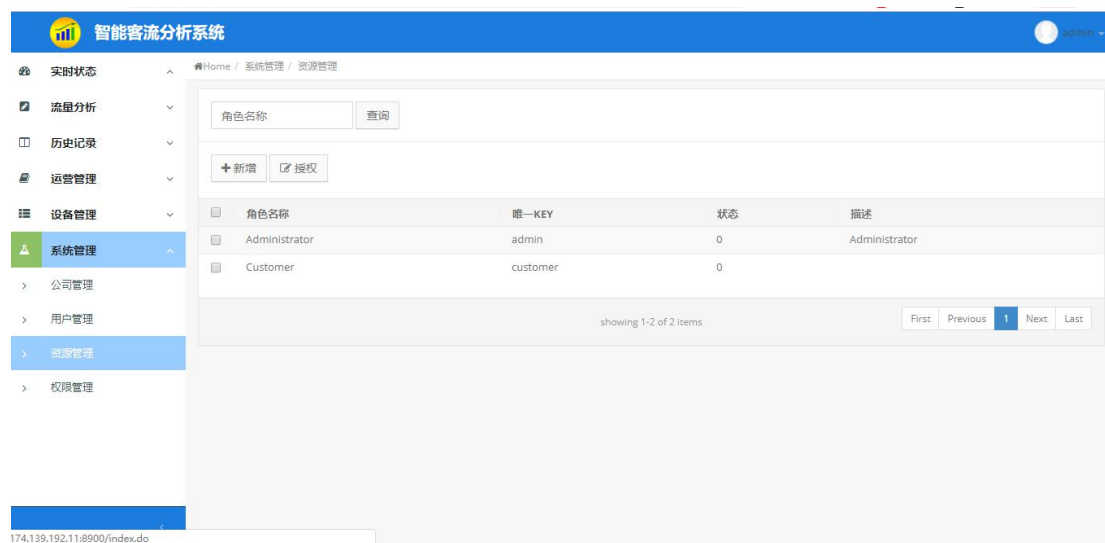 智能客流分析系统
admin
实时状态
流量分析
历史记录
运营管理
设备管理
系统管理
公司管理
用户管理
资源管理
权限管理
Home / 系统管理 / 资源管理
角色名称 查询
新增 授权
角色名称 唯一KEY 状态 描述
Administrator admin 0 Administrator
Customer customer 0
showing 1-2 of 2 items
First Previous 1 Next Last
174.139.192.11:8900/index.do